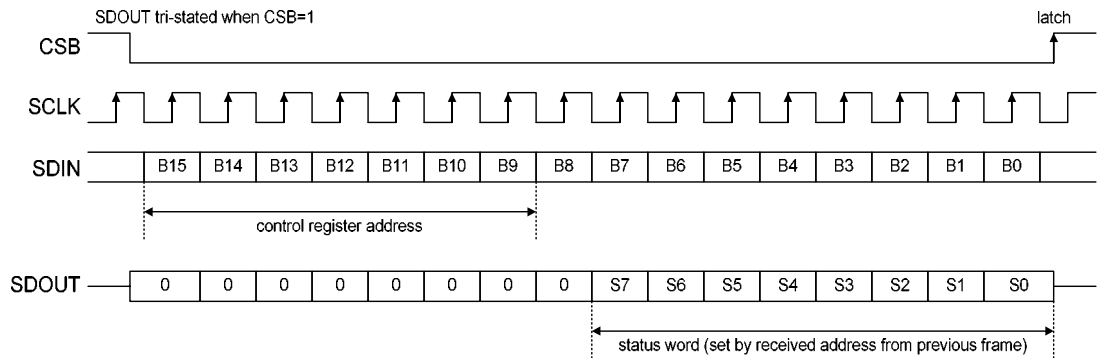 SDOUT tri-stated when CSB=1 latch
CSB
SCLK
SDIN B15 B14 B13 B12 B11 B10 B9 B8 B7 B6 B5 B4 B3 B2 B1 B0
control register address
SDOUT 0 0 0 0 0 0 0 0 S7 S6 S5 S4 S3 S2 S1 S0
status word (set by received address from previous frame)